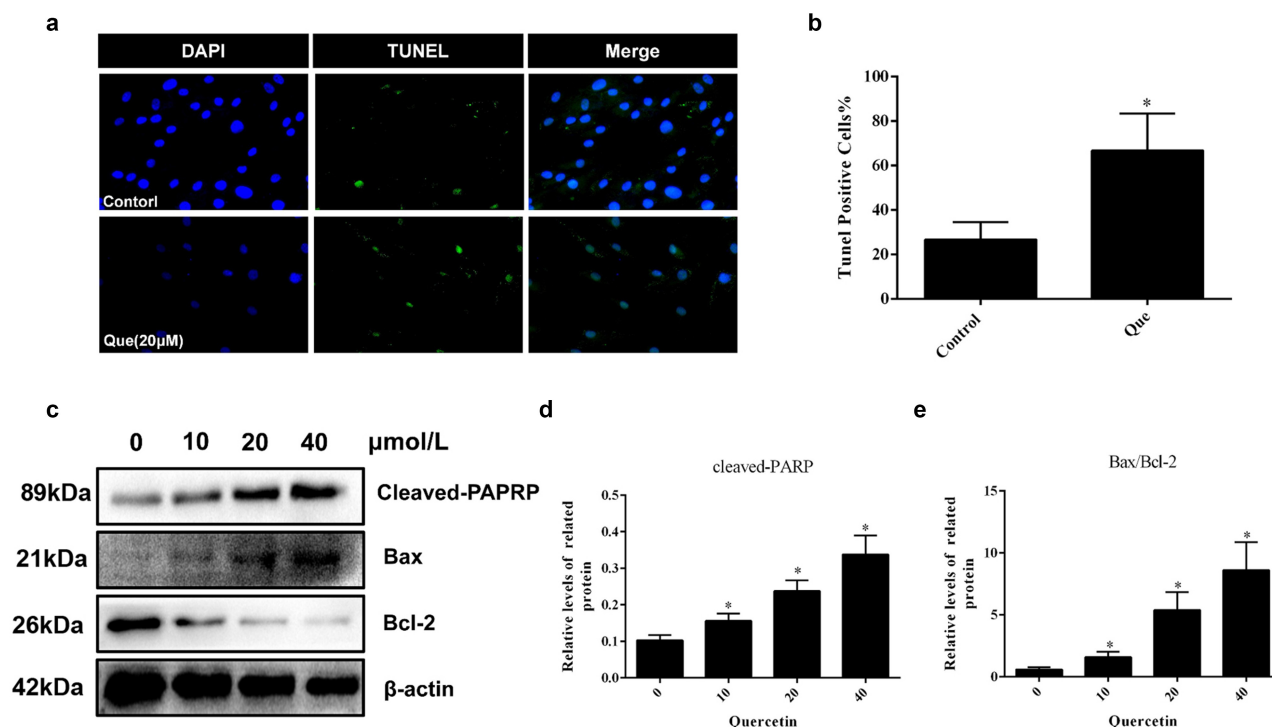 a
DAPI TUNEL Merge
Contorl
Que(20μM)
b
Tunel Positive Cells%
100
80
60
40
20
0
*
Control
Que
c
0 10 20 40 μmol/L
89kDa Cleaved-PAPRP
21kDa Bax
26kDa Bcl-2
42kDa β-actin
d
cleaved-PARP
Relative levels of related
protein
0.5
0.4
0.3
0.2
0.1
0.0
*
*
*
0
10
20
40
Quercetin
e
Bax/Bcl-2
Relative levels of related
protein
15
10
5
0
*
*
*
0
10
20
40
Quercetin